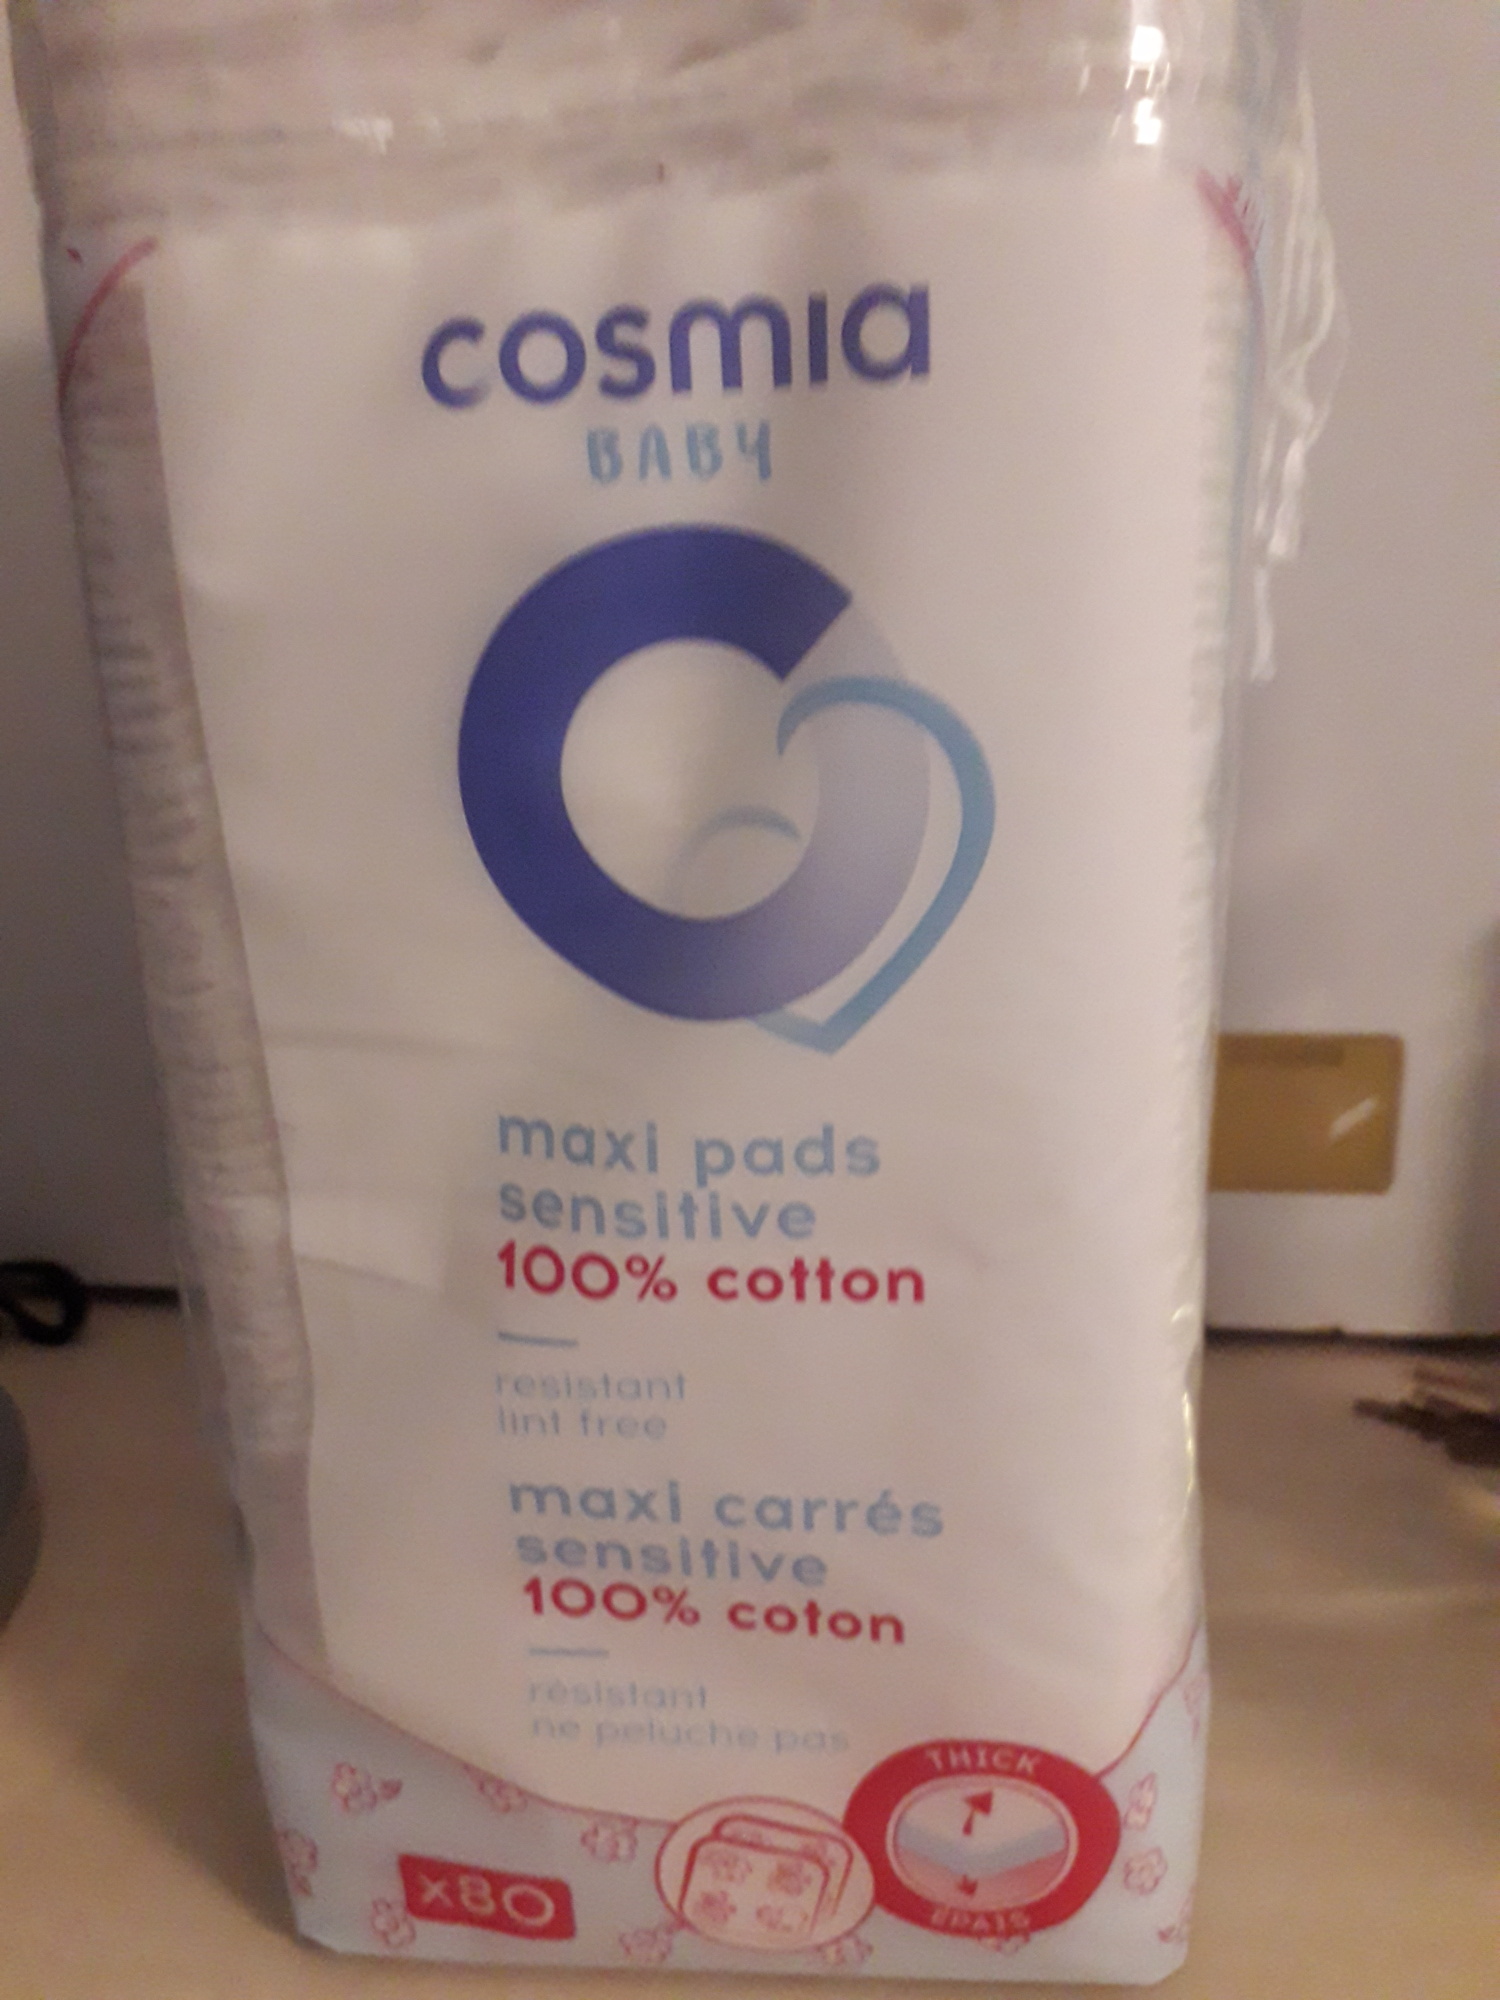 cosmia
BABY
maxi pads
sensitive
100% cotton
resistant
lint free
maxi carrés
sensitive
100% coton
résistant
ne peluche pas
THICK
x80
ÉPAIS